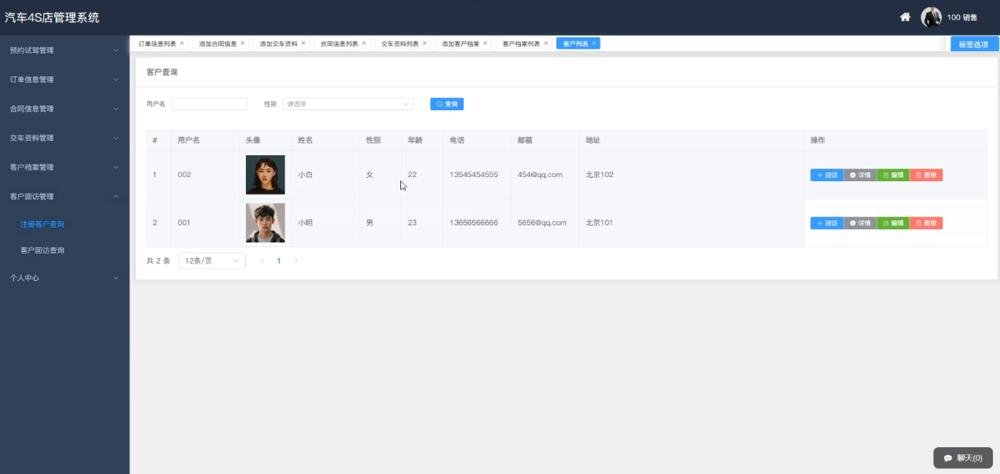 汽车4S店管理系统
100 销售
预约试驾管理
订单信息管理
合同信息管理
交车资料管理
客户档案管理
客户回访管理
注册客户查询
客户回访查询
个人中心
订单信息列表 × 添加合同信息 × 添加交车资料 × 合同信息列表 × 交车资料列表 × 添加客户档案 × 客户档案列表 × 客户列表 × 标签选项
客户查询
用户名 性别 请选择 查询
# 用户名 头像 姓名 性别 年龄 电话 邮箱 地址 操作
1 002 小白 女 22 13545454555 454@qq.com 北京102 + 回访 详情 编辑 删除
2 001 小明 男 23 13656566666 5656@qq.com 北京101 + 回访 详情 编辑 删除
共 2 条 12条/页 < 1 >
聊天(0)